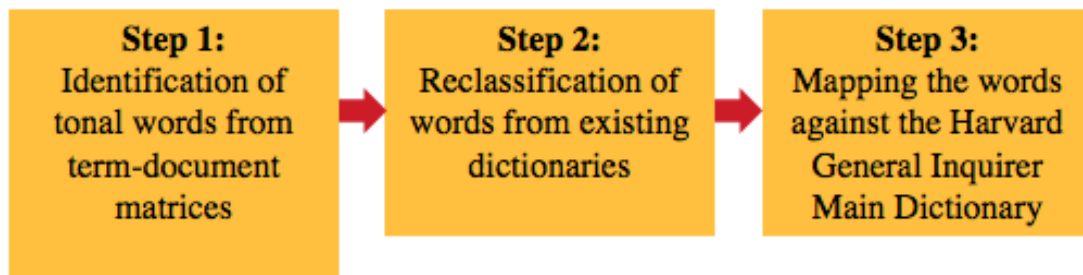 Step 1:
Identification of
tonal words from
term-document
matrices
Step 2:
Reclassification of
words from existing
dictionaries
Step 3:
Mapping the words
against the Harvard
General Inquirer
Main Dictionary